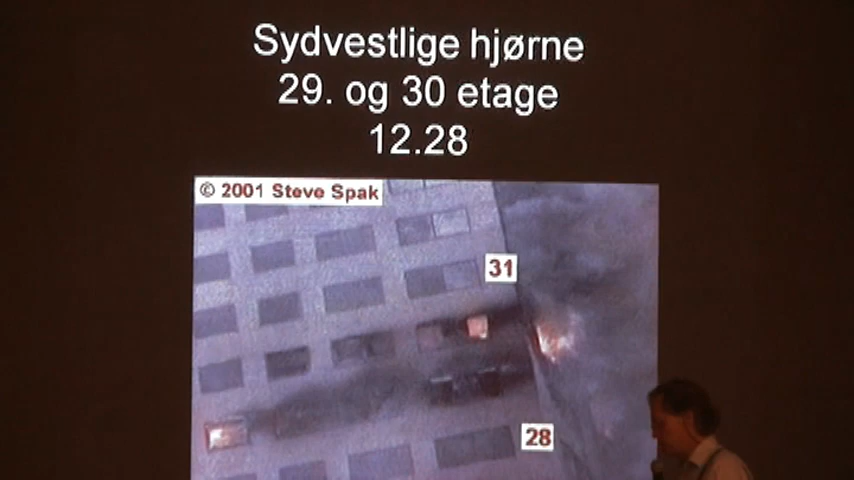 Sydvestlige hjørne
29. og 30 etage
12.28
© 2001 Steve Spak
31
28